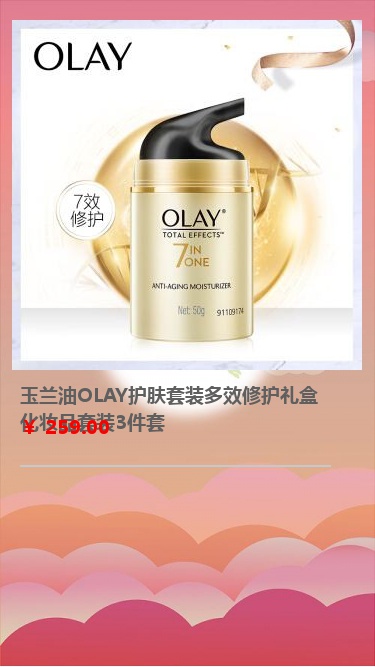 OLAY
7效
修护
OLAY®
TOTAL EFFECTS™
7 IN
ONE
ANTI-AGING MOISTURIZER
Net: 50g
91109174
玉兰油OLAY护肤套装多效修护礼盒
化妆品套装3件套
¥ 259.00